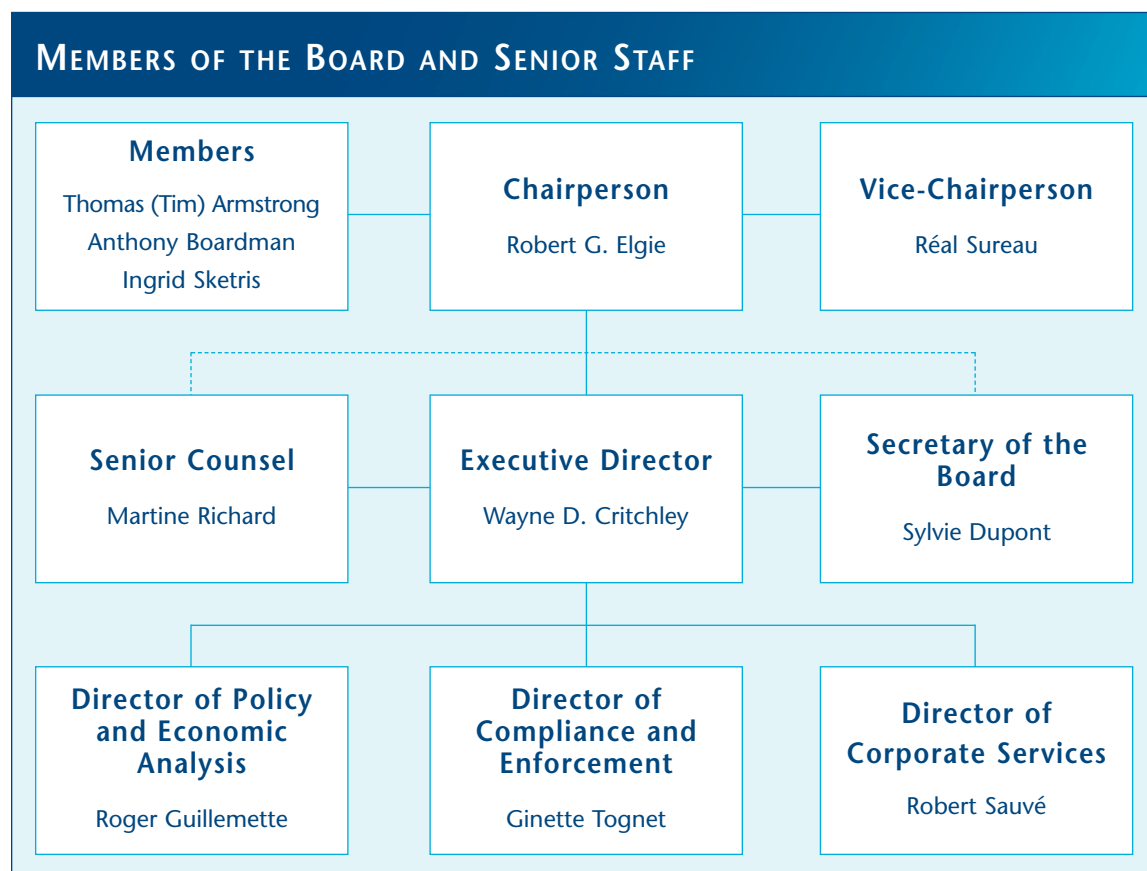 MEMBERS OF THE BOARD AND SENIOR STAFF
Members
Thomas (Tim) Armstrong
Anthony Boardman
Ingrid Sketris
Chairperson
Robert G. Elgie
Vice-Chairperson
Réal Sureau
Senior Counsel
Martine Richard
Executive Director
Wayne D. Critchley
Secretary of the
Board
Sylvie Dupont
Director of Policy
and Economic
Analysis
Roger Guillemette
Director of
Compliance and
Enforcement
Ginette Tognet
Director of
Corporate Services
Robert Sauvé